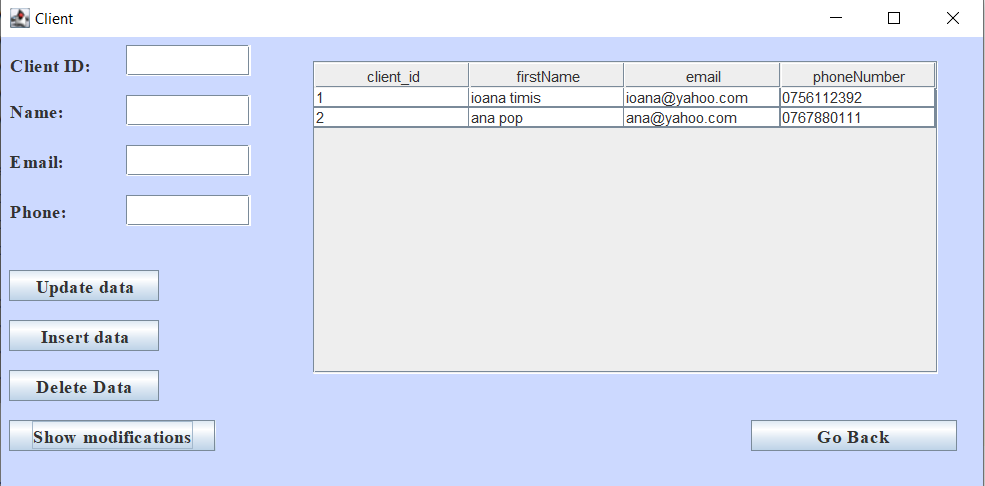 Client
Client ID:
Name:
Email:
Phone:
Update data
Insert data
Delete Data
Show modifications
client_id firstName email phoneNumber
1 ioana timis ioana@yahoo.com 0756112392
2 ana pop ana@yahoo.com 0767880111
Go Back